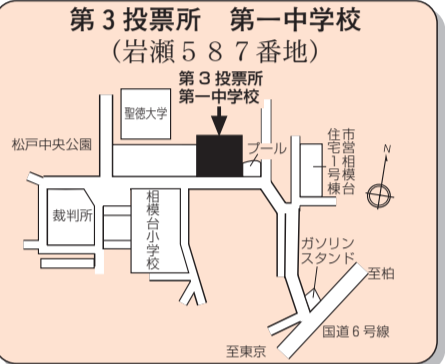 第３投票所　第一中学校
（岩瀬５８７番地）
第３投票所
第一中学校
聖徳大学
松戸中央公園
プール
市営相模台
住宅１号棟
N
裁判所
相模台小学校
ガソリン
スタンド
至柏
国道６号線
至東京